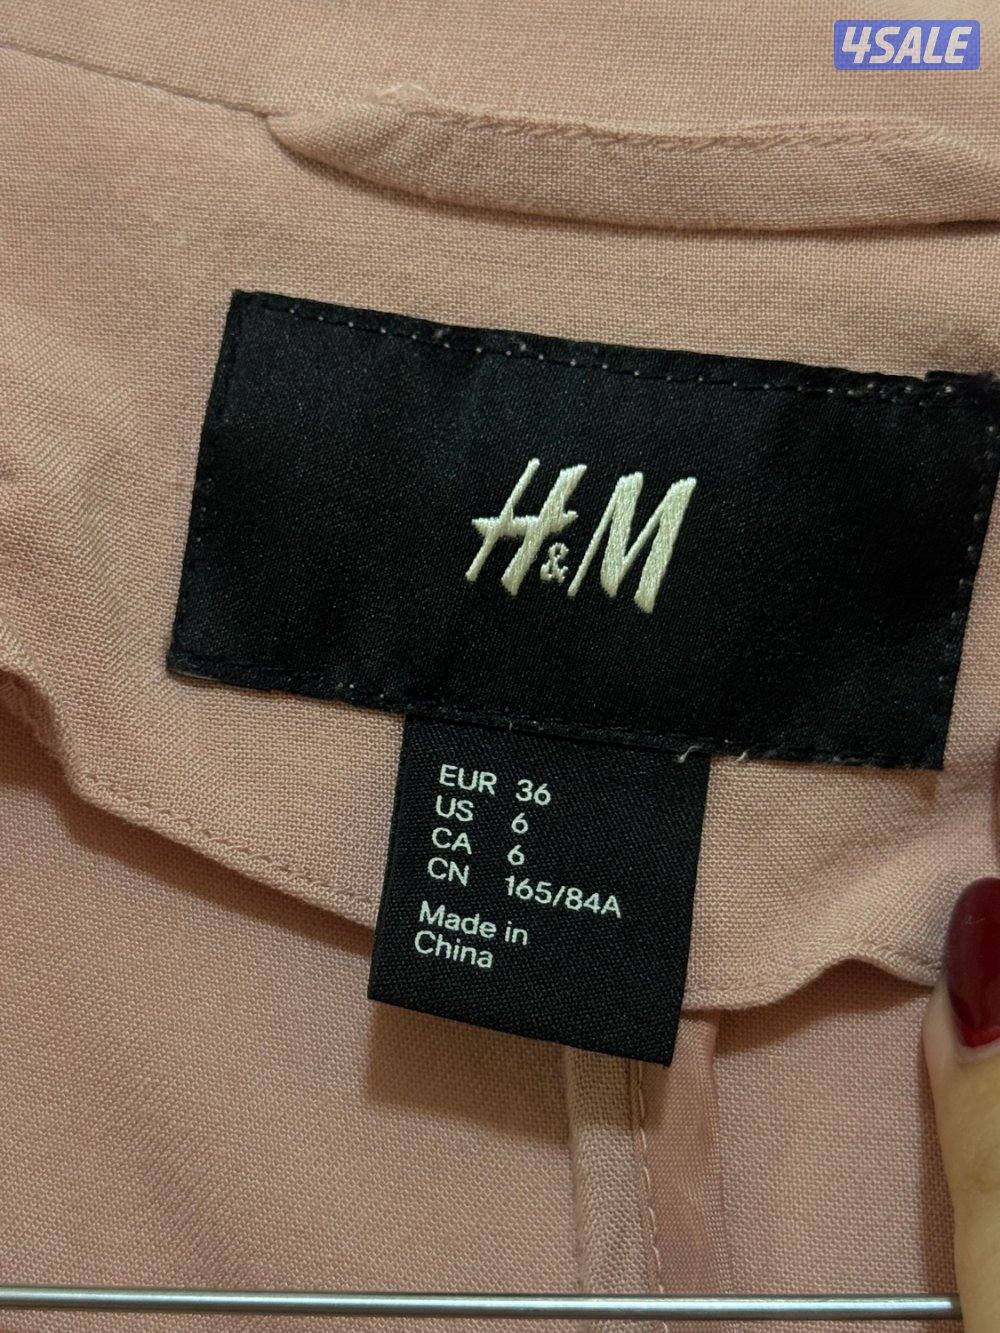 4SALE
H&M
EUR 36
US 6
CA 6
CN 165/84A
Made in
China